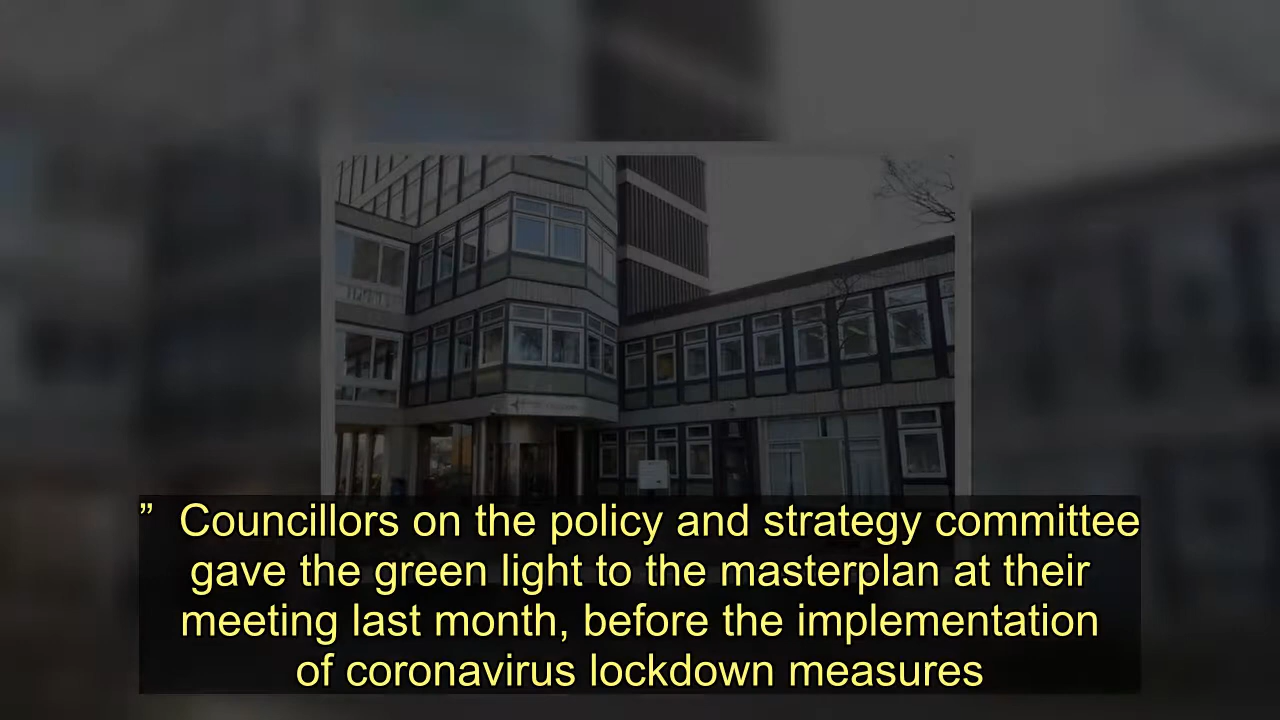 ” Councillors on the policy and strategy committee
gave the green light to the masterplan at their
meeting last month, before the implementation
of coronavirus lockdown measures